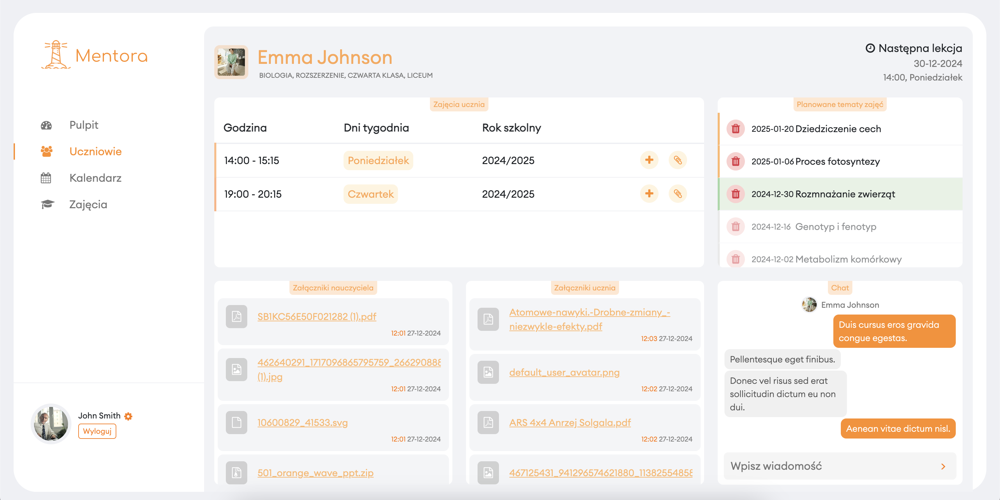 Mentora
Pulpit
Uczniowie
Kalendarz
Zajęcia
John Smith
Wyloguj
Emma Johnson
BIOLOGIA, ROZSZERZENIE, CZWARTA KLASA, LICEUM
Następna lekcja
30-12-2024
14:00, Poniedziałek
Zajęcia ucznia
Godzina Dni tygodnia Rok szkolny
14:00 - 15:15 Poniedziałek 2024/2025
19:00 - 20:15 Czwartek 2024/2025
Planowane tematy zajęć
2025-01-20 Dziedziczenie cech
2025-01-06 Proces fotosyntezy
2024-12-30 Rozmnażanie zwierząt
2024-12-16 Genotyp i fenotyp
2024-12-02 Metabolizm komórkowy
Załączniki nauczyciela
SB1KC56E50F021282 (1).pdf
12:01 27-12-2024
462640291_1717096865795759_266290888
(1).jpg
12:01 27-12-2024
10600829_41533.svg
12:01 27-12-2024
501_orange_wave_ppt.zip
Załączniki ucznia
Atomowe-nawyki.-Drobne-zmiany_-
niezwykle-efekty.pdf
12:03 27-12-2024
default_user_avatar.png
12:02 27-12-2024
ARS 4x4 Anrzej Solgala.pdf
12:02 27-12-2024
467125431_941296574621880_11382554858
Chat
Emma Johnson
Duis cursus eros gravida
congue egestas.
Pellentesque eget finibus.
Donec vel risus sed erat
sollicitudin dictum eu non
dui.
Aenean vitae dictum nisl.
Wpisz wiadomość